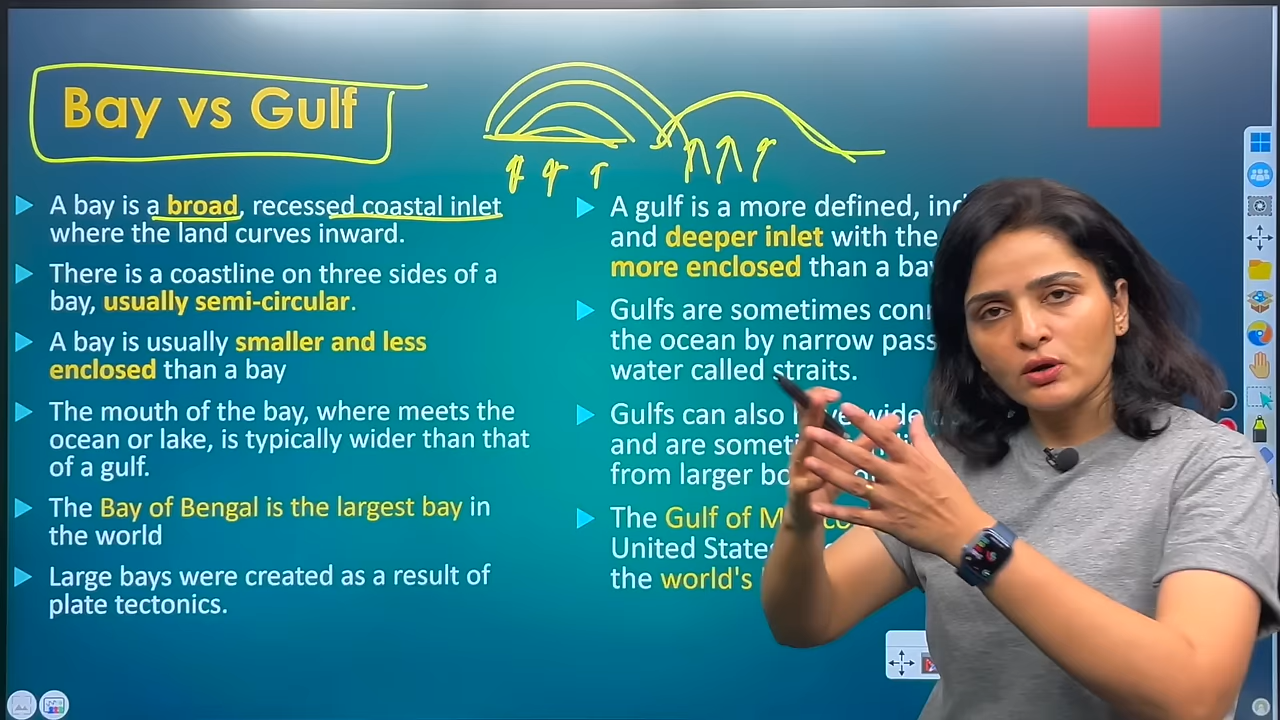 Bay vs Gulf
A bay is a broad, recessed coastal inlet
where the land curves inward.
There is a coastline on three sides of a
bay, usually semi-circular.
A bay is usually smaller and less
enclosed than a bay
The mouth of the bay, where meets the
ocean or lake, is typically wider than that
of a gulf.
The Bay of Bengal is the largest bay in
the world
Large bays were created as a result of
plate tectonics.
A gulf is a more defined,
and deeper inlet with the
more enclosed than a
Gulfs are sometimes
the ocean by narrow
water called straits.
Gulfs can also
and are
from larger
The Gulf of
United
the world's